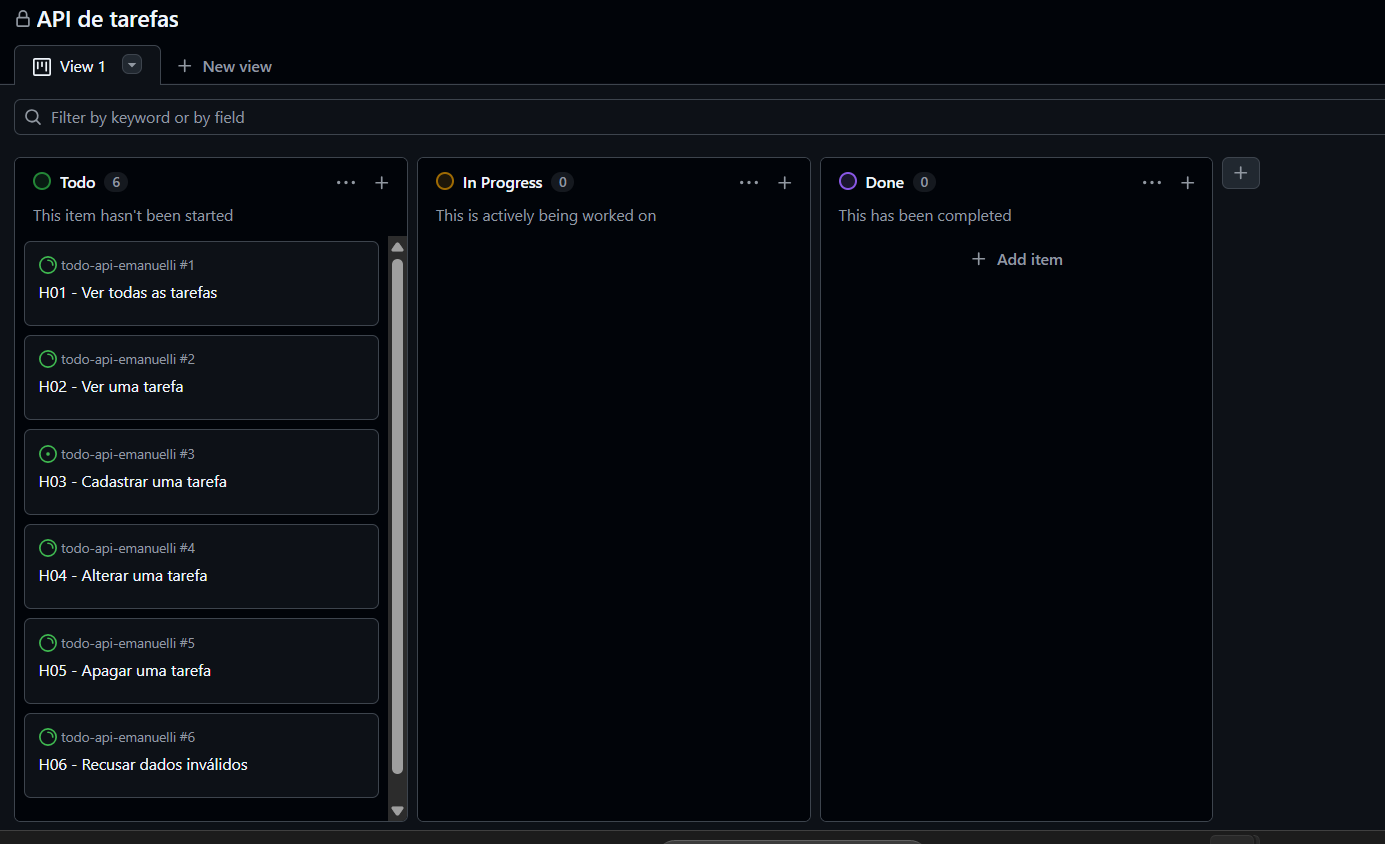 API de tarefas
View 1
New view
Filter by keyword or by field
Todo 6
This item hasn't been started
todo-api-emanuelli #1
H01 - Ver todas as tarefas
todo-api-emanuelli #2
H02 - Ver uma tarefa
todo-api-emanuelli #3
H03 - Cadastrar uma tarefa
todo-api-emanuelli #4
H04 - Alterar uma tarefa
todo-api-emanuelli #5
H05 - Apagar uma tarefa
todo-api-emanuelli #6
H06 - Recusar dados inválidos
In Progress 0
This is actively being worked on
Done 0
This has been completed
Add item